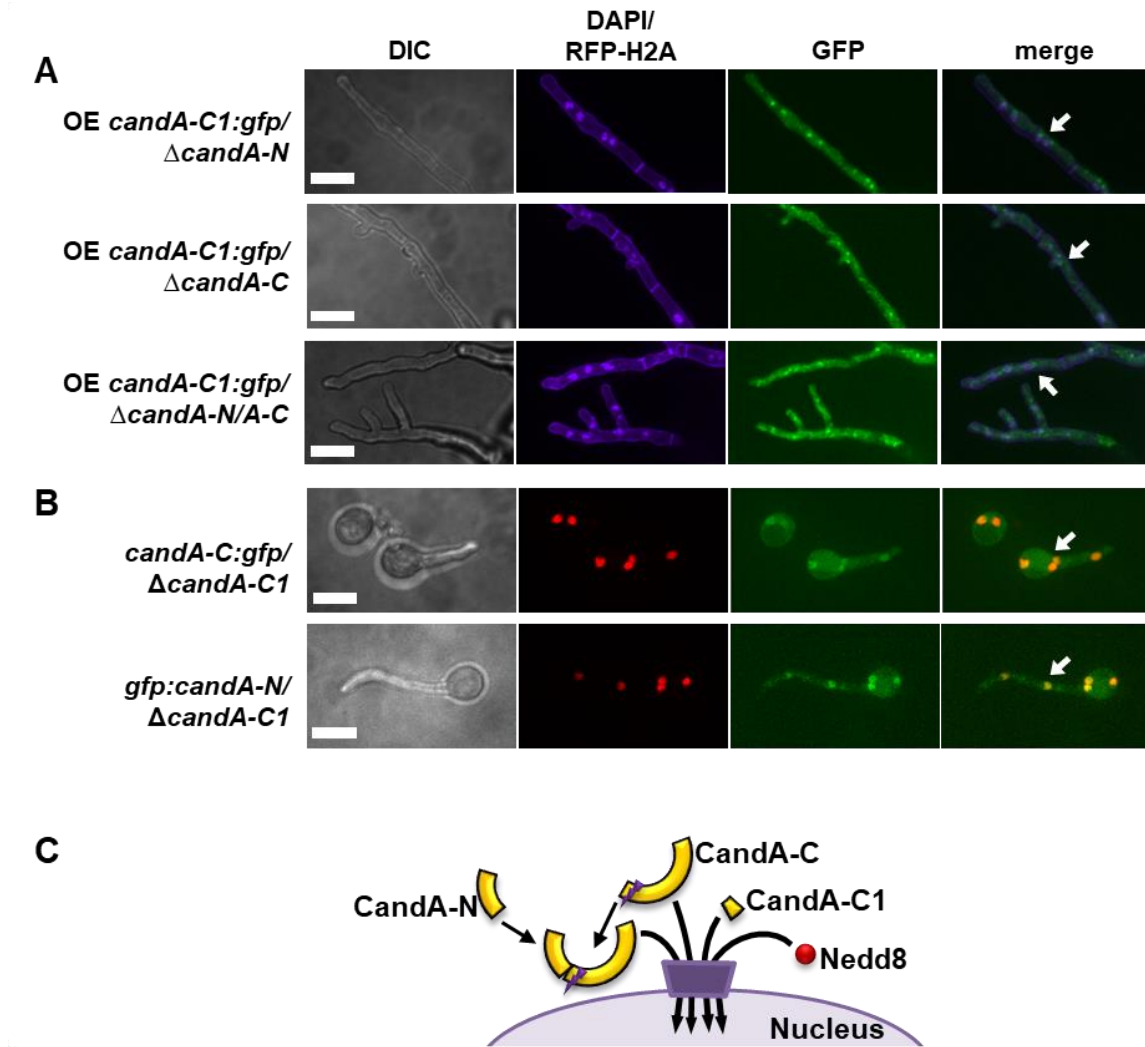 DIC
DAPI/
RFP-H2A
GFP
merge
A
OE candA-C1:gfp/
ΔcandA-N
OE candA-C1:gfp/
ΔcandA-C
OE candA-C1:gfp/
ΔcandA-N/A-C
B
candA-C:gfp/
ΔcandA-C1
gfp:candA-N/
ΔcandA-C1
C
CandA-N
CandA-C
CandA-C1
Nedd8
Nucleus